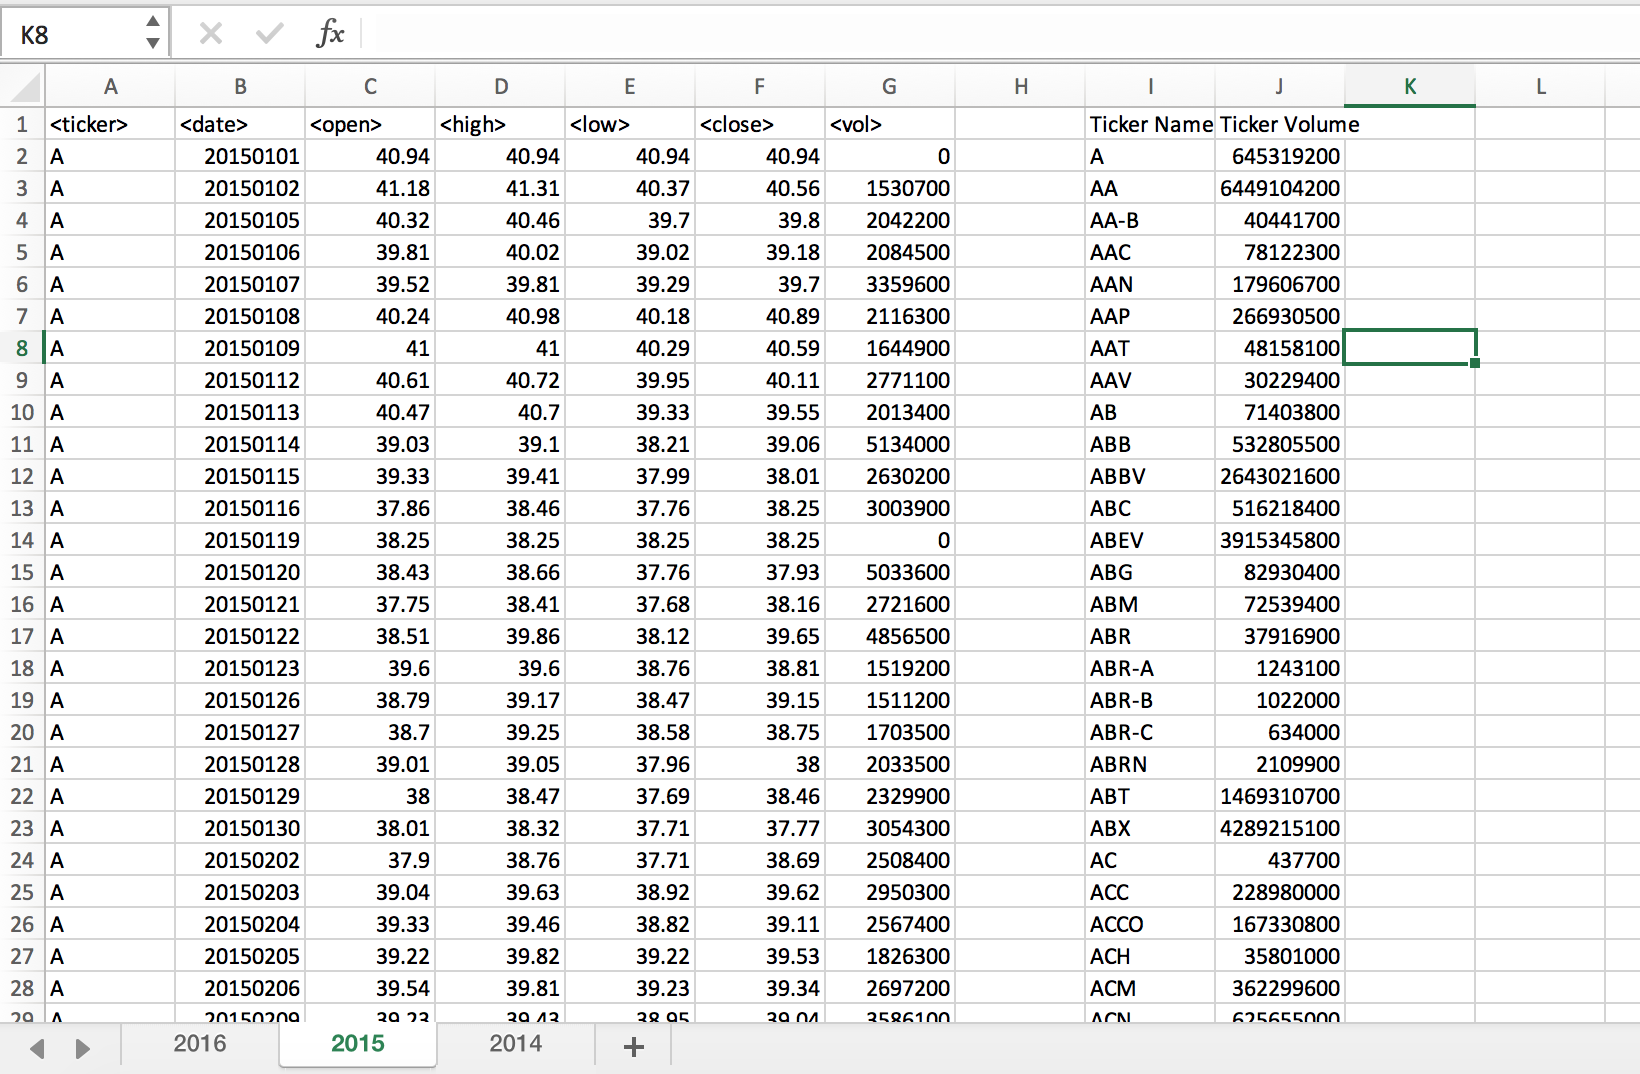 K8 fx
A B C D E F G H I J K L
1 <ticker> <date> <open> <high> <low> <close> <vol> Ticker Name Ticker Volume
2 A 20150101 40.94 40.94 40.94 40.94 0 A 645319200
3 A 20150102 41.18 41.31 40.37 40.56 1530700 AA 6449104200
4 A 20150105 40.32 40.46 39.7 39.8 2042200 AA-B 40441700
5 A 20150106 39.81 40.02 39.02 39.18 2084500 AAC 78122300
6 A 20150107 39.52 39.81 39.29 39.7 3359600 AAN 179606700
7 A 20150108 40.24 40.98 40.18 40.89 2116300 AAP 266930500
8 A 20150109 41 41 40.29 40.59 1644900 AAT 48158100
9 A 20150112 40.61 40.72 39.95 40.11 2771100 AAV 30229400
10 A 20150113 40.47 40.7 39.33 39.55 2013400 AB 71403800
11 A 20150114 39.03 39.1 38.21 39.06 5134000 ABB 532805500
12 A 20150115 39.33 39.41 37.99 38.01 2630200 ABBV 2643021600
13 A 20150116 37.86 38.46 37.76 38.25 3003900 ABC 516218400
14 A 20150119 38.25 38.25 38.25 38.25 0 ABEV 3915345800
15 A 20150120 38.43 38.66 37.76 37.93 5033600 ABG 82930400
16 A 20150121 37.75 38.41 37.68 38.16 2721600 ABM 72539400
17 A 20150122 38.51 39.86 38.12 39.65 4856500 ABR 37916900
18 A 20150123 39.6 39.6 38.76 38.81 1519200 ABR-A 1243100
19 A 20150126 38.79 39.17 38.47 39.15 1511200 ABR-B 1022000
20 A 20150127 38.7 39.25 38.58 38.75 1703500 ABR-C 634000
21 A 20150128 39.01 39.05 37.96 38 2033500 ABRN 2109900
22 A 20150129 38 38.47 37.69 38.46 2329900 ABT 1469310700
23 A 20150130 38.01 38.32 37.71 37.77 3054300 ABX 4289215100
24 A 20150202 37.9 38.76 37.71 38.69 2508400 AC 437700
25 A 20150203 39.04 39.63 38.92 39.62 2950300 ACC 228980000
26 A 20150204 39.33 39.46 38.82 39.11 2567400 ACCO 167330800
27 A 20150205 39.22 39.82 39.22 39.53 1826300 ACH 35801000
28 A 20150206 39.54 39.81 39.23 39.34 2697200 ACM 362299600
29 A 20150209 39.23 39.43 38.95 39.04 3586100 ACN 625655000
2016 2015 2014 +